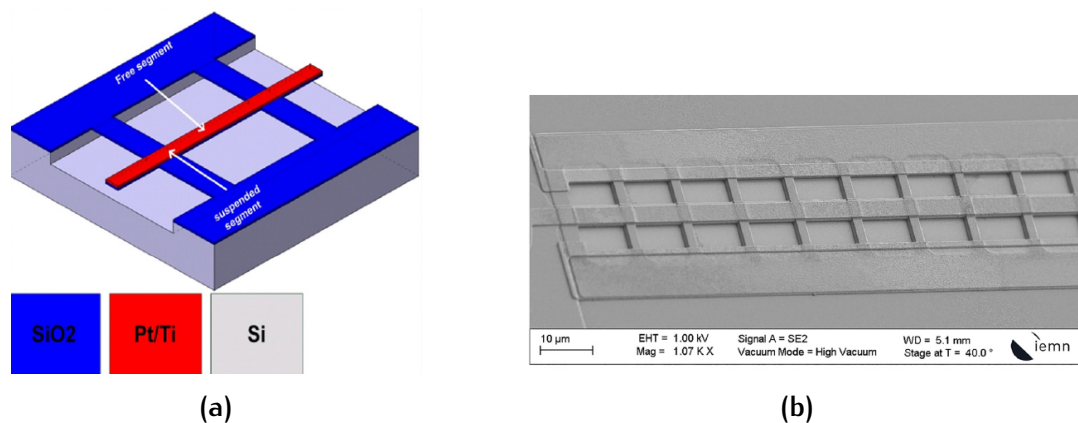 Free segment
suspended
segment
SiO2
Pt/Ti
Si
(a)
10 µm
EHT = 1.00 kV
Signal A = SE2
WD = 5.1 mm
Mag = 1.07 K X
Vacuum Mode = High Vacuum
Stage at T = 40.0 °
iemn
(b)